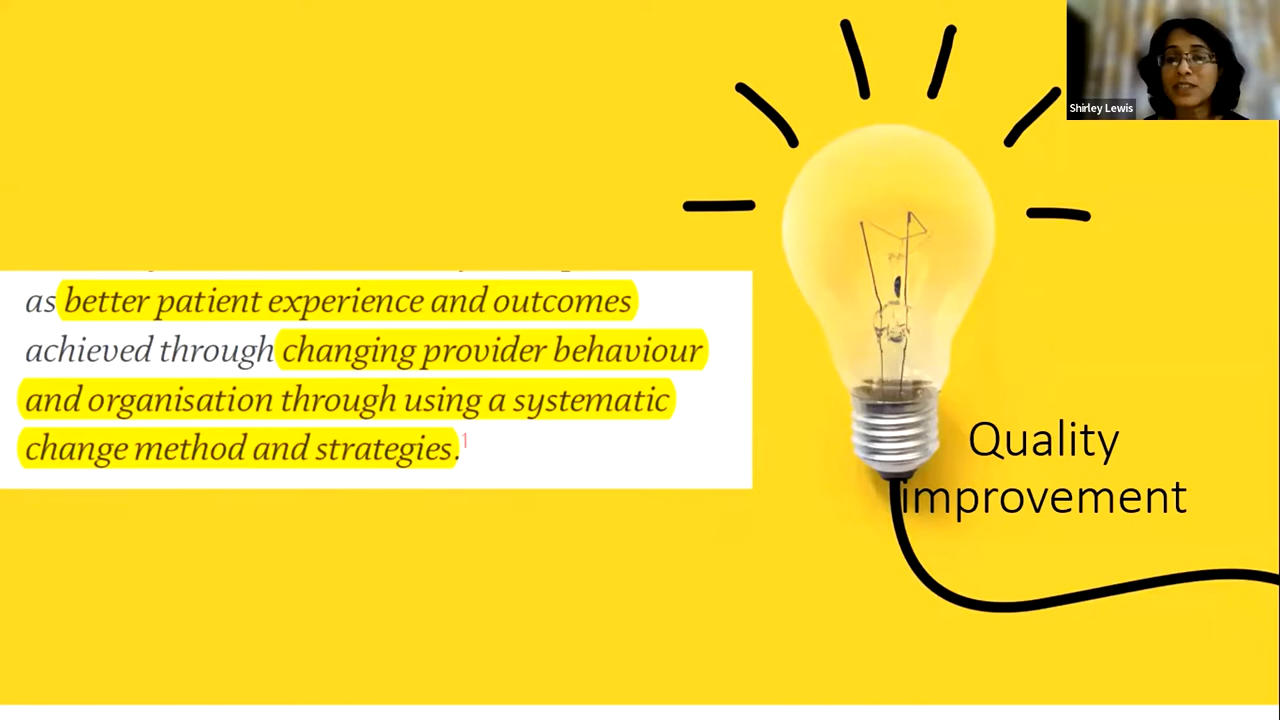 Shirley Lewis
as better patient experience and outcomes
achieved through changing provider behaviour
and organisation through using a systematic
change method and strategies.1
Quality
improvement